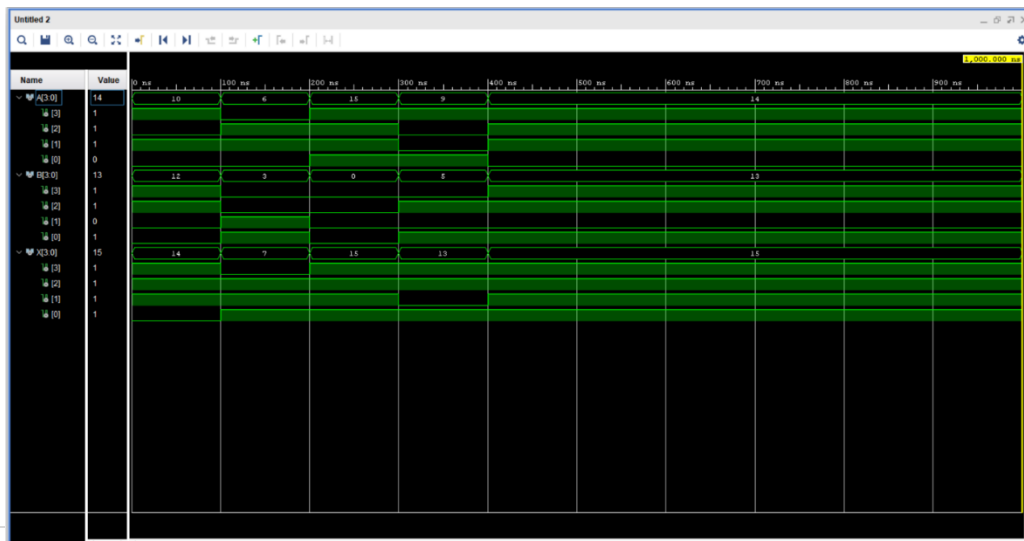 Untitled 2
1,000.000 ns
Name Value
0 ns 100 ns 200 ns 300 ns 400 ns 500 ns 600 ns 700 ns 800 ns 900 ns
A[3:0] 14 10 6 15 9 14
[3] 1
[2] 1
[1] 1
[0] 0
B[3:0] 13 12 3 0 5 13
[3] 1
[2] 1
[1] 0
[0] 1
X[3:0] 15 14 7 15 13 15
[3] 1
[2] 1
[1] 1
[0] 1